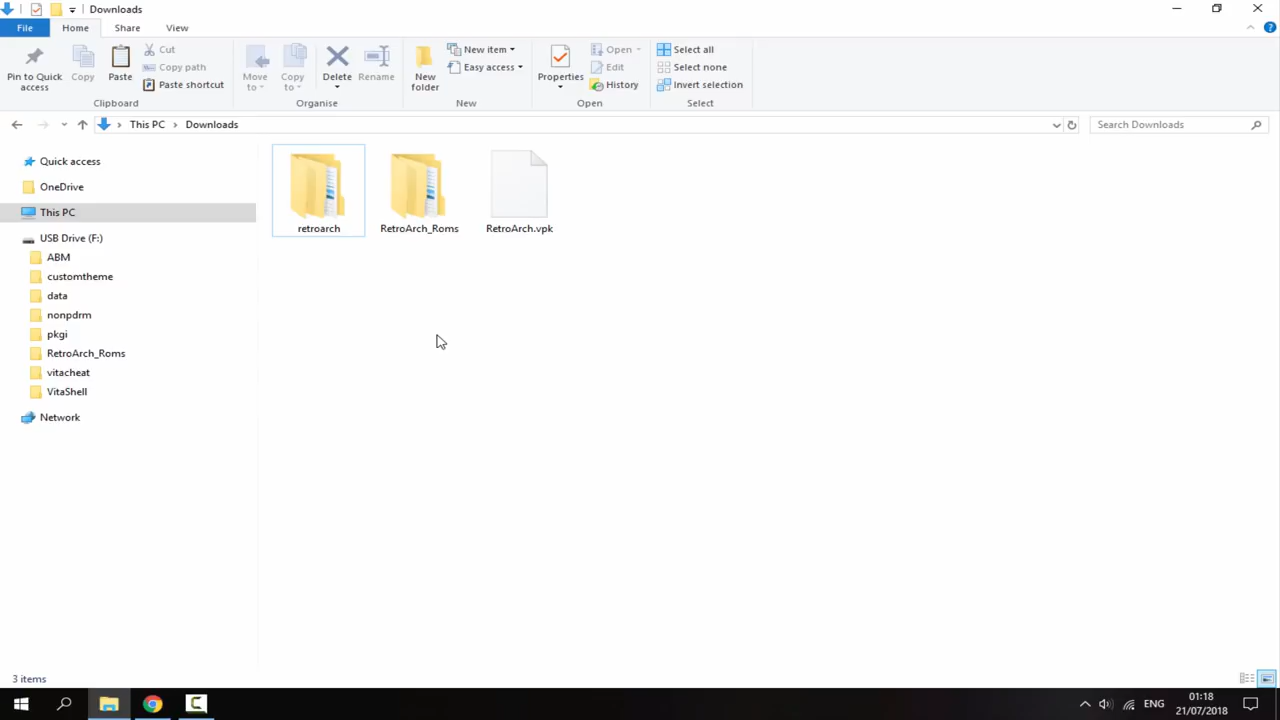 Downloads
File
Home
Share
View
Pin to Quick
access
Copy
Paste
Cut
Copy path
Paste shortcut
Clipboard
Move
to
Copy
to
Delete
Rename
Organise
New
folder
New item
Easy access
New
Properties
Open
Edit
History
Open
Select all
Select none
Invert selection
Select
This PC
Downloads
Search Downloads
Quick access
OneDrive
This PC
USB Drive (F:)
ABM
customtheme
data
nonpdrm
pkgi
RetroArch_Roms
vitacheat
VitaShell
Network
retroarch
RetroArch_Roms
RetroArch.vpk
3 items
ENG
01:18
21/07/2018